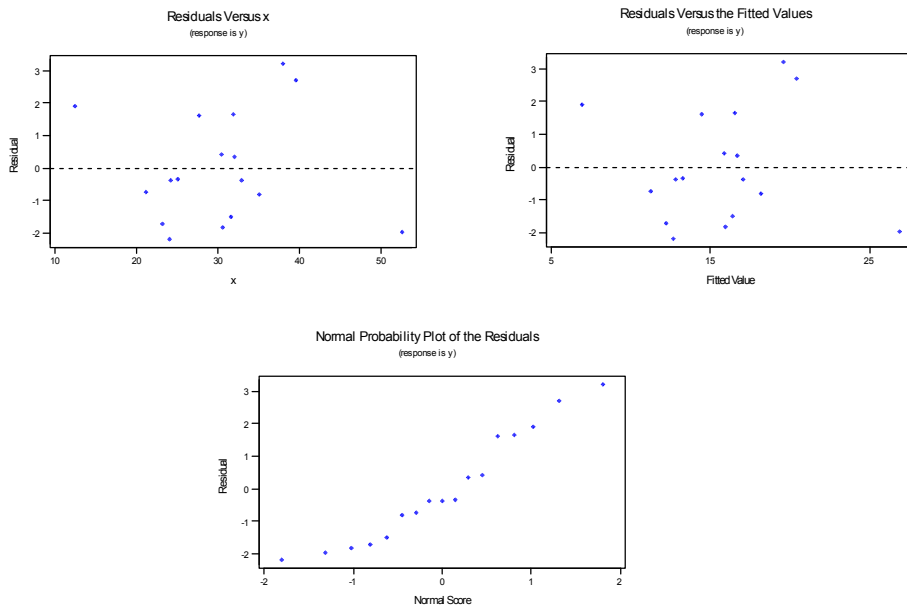 Residuals Versus x
(response is y)
3
2
1
0
-1
-2
Residual
10 20 30 40 50
x
Residuals Versus the Fitted Values
(response is y)
3
2
1
0
-1
-2
Residual
5 15 25
Fitted Value
Normal Probability Plot of the Residuals
(response is y)
3
2
1
0
-1
-2
Residual
-2 -1 0 1 2
Normal Score